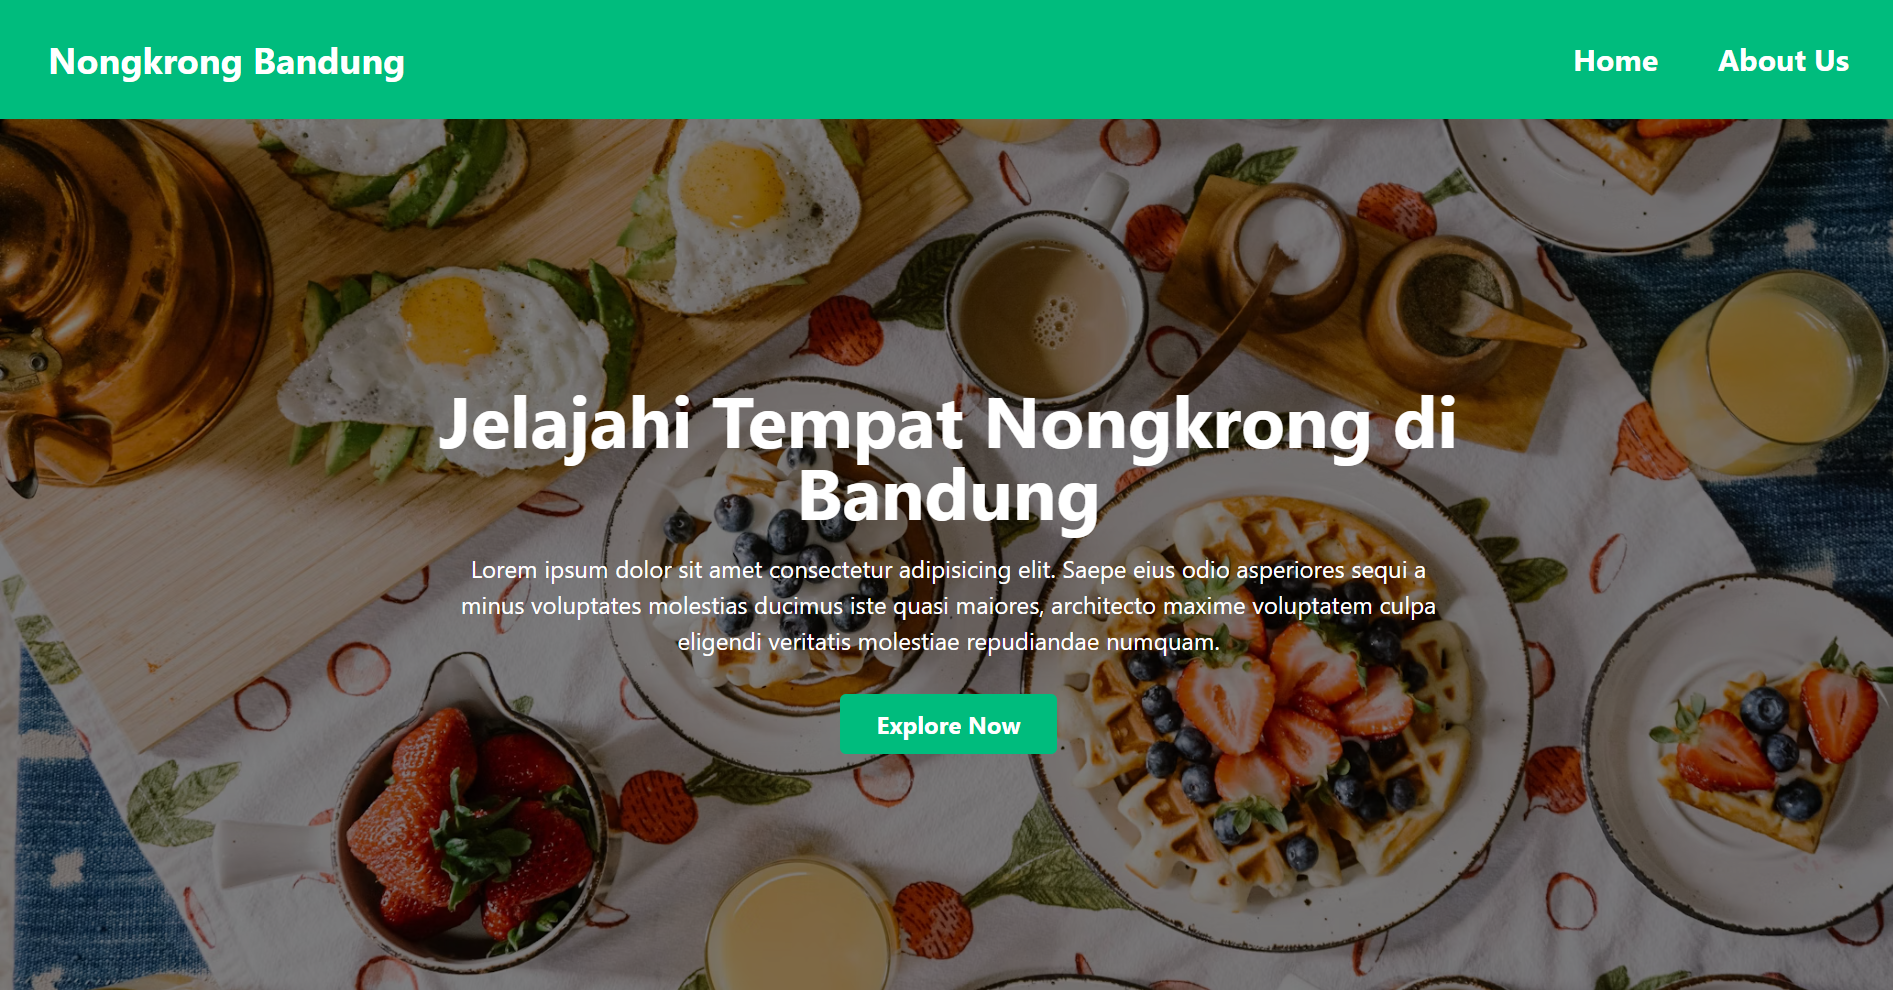 Nongkrong Bandung
Home
About Us
Jelajahi Tempat Nongkrong di
Bandung
Lorem ipsum dolor sit amet consectetur adipisicing elit. Saepe eius odio asperiores sequi a
minus voluptates molestias ducimus iste quasi maiores, architecto maxime voluptatem culpa
eligendi veritatis molestiae repudiandae numquam.
Explore Now